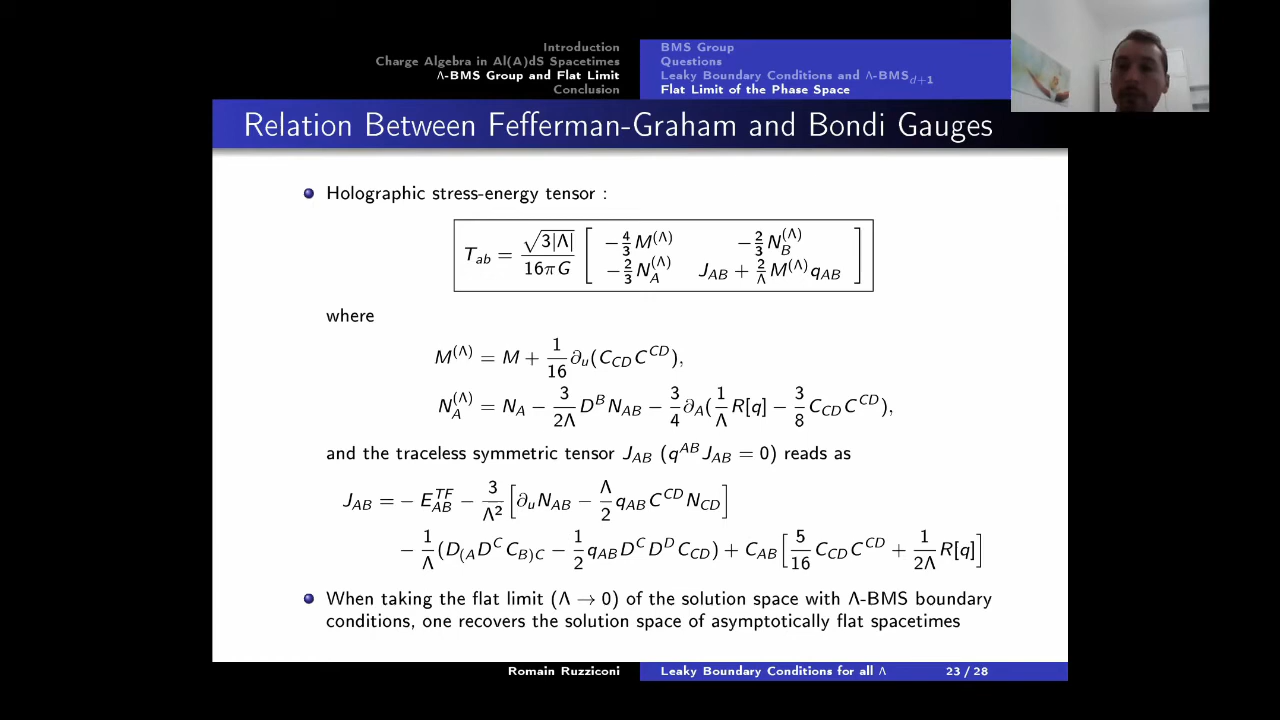 Introduction
Charge Algebra in Al(A)dS Spacetimes
Λ-BMS Group and Flat Limit
Conclusion
BMS Group
Questions
Leaky Boundary Conditions and Λ-BMS_{d+1}
Flat Limit of the Phase Space
Relation Between Fefferman-Graham and Bondi Gauges
Holographic stress-energy tensor :
T_{ab} = \frac{\sqrt{3|Λ|}}{16πG} \begin{bmatrix} -\frac{4}{3}M^{(Λ)} & -\frac{2}{3}N_B^{(Λ)} \\ -\frac{2}{3}N_A^{(Λ)} & J_{AB} + \frac{2}{Λ}M^{(Λ)}q_{AB} \end{bmatrix}
where
M^{(Λ)} = M + \frac{1}{16}∂_u(C_{CD}C^{CD}),
N_A^{(Λ)} = N_A - \frac{3}{2Λ}D^B N_{AB} - \frac{3}{4}∂_A(\frac{1}{Λ}R[q] - \frac{3}{8}C_{CD}C^{CD}),
and the traceless symmetric tensor J_{AB} (q^{AB}J_{AB} = 0) reads as
J_{AB} = - E_{AB}^{TF} - \frac{3}{Λ^2}[∂_u N_{AB} - \frac{Λ}{2}q_{AB}C^{CD}N_{CD}]
- \frac{1}{Λ}(D_{(A}D^C C_{B)C} - \frac{1}{2}q_{AB}D^C D^D C_{CD}) + C_{AB}[\frac{5}{16}C_{CD}C^{CD} + \frac{1}{2Λ}R[q]]
When taking the flat limit (Λ → 0) of the solution space with Λ-BMS boundary
conditions, one recovers the solution space of asymptotically flat spacetimes
Romain Ruzziconi
Leaky Boundary Conditions for all Λ
23 / 28